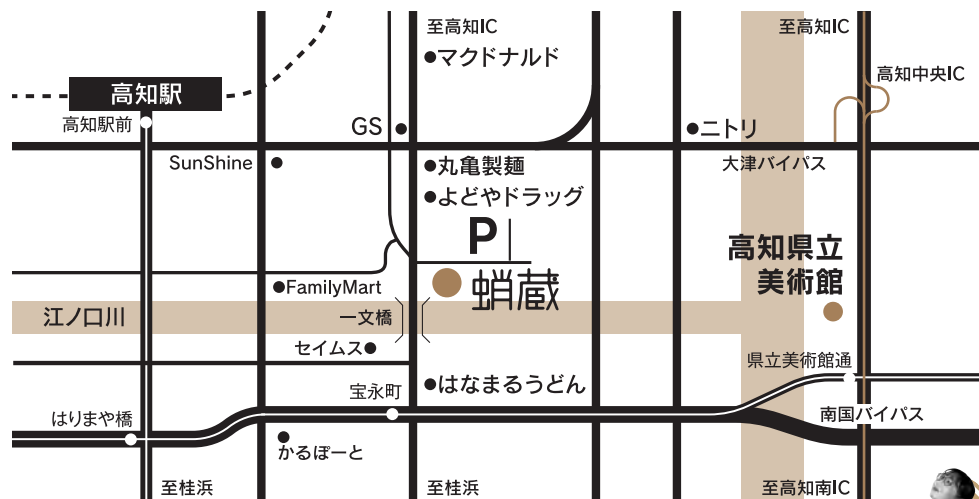 至高知IC
至高知IC
マクドナルド
高知中央IC
高知駅
高知駅前
GS
ニトリ
SunShine
丸亀製麺
大津バイパス
よどやドラッグ
P
高知県立
美術館
蛸蔵
FamilyMart
江ノ口川
一文橋
セイムス
県立美術館通
はなまるうどん
宝永町
はりまや橋
南国バイパス
かるぽーと
至桂浜
至桂浜
至高知南IC